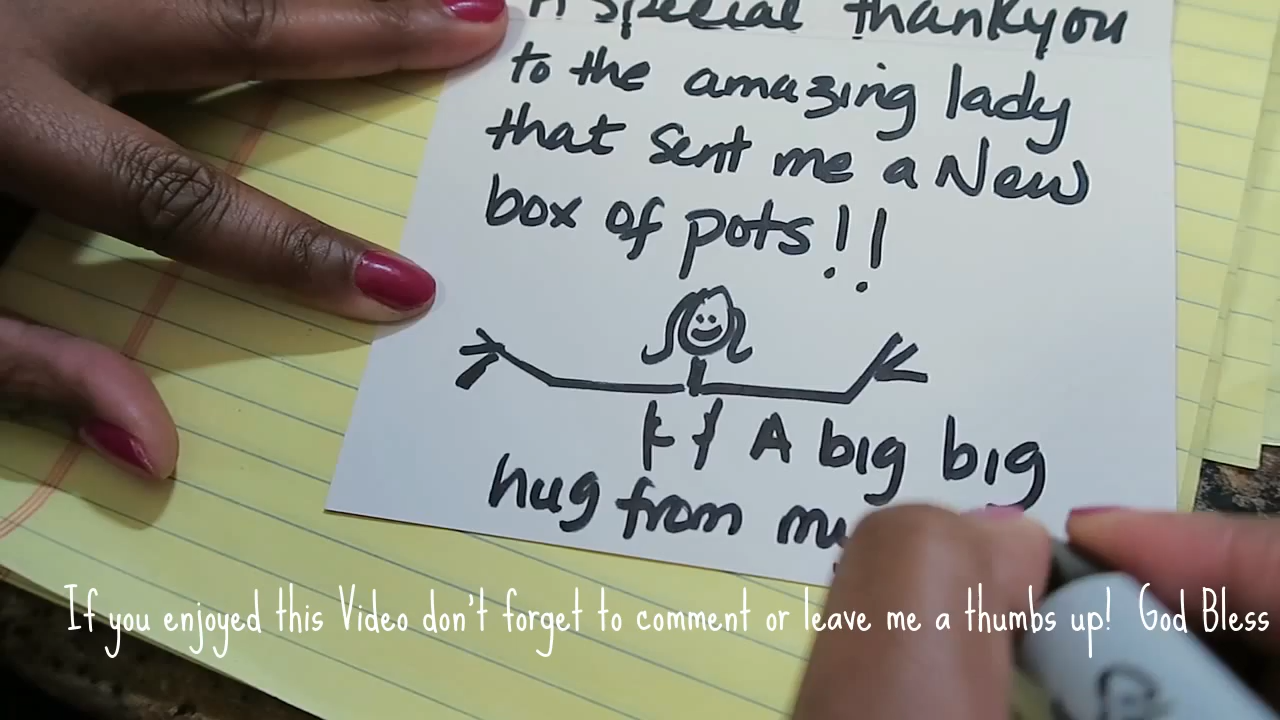 A special thankyou
to the amazing lady
that sent me a New
box of pots!!
A big big
hug from my
If you enjoyed this Video don't forget to comment or leave me a thumbs up! God Bless